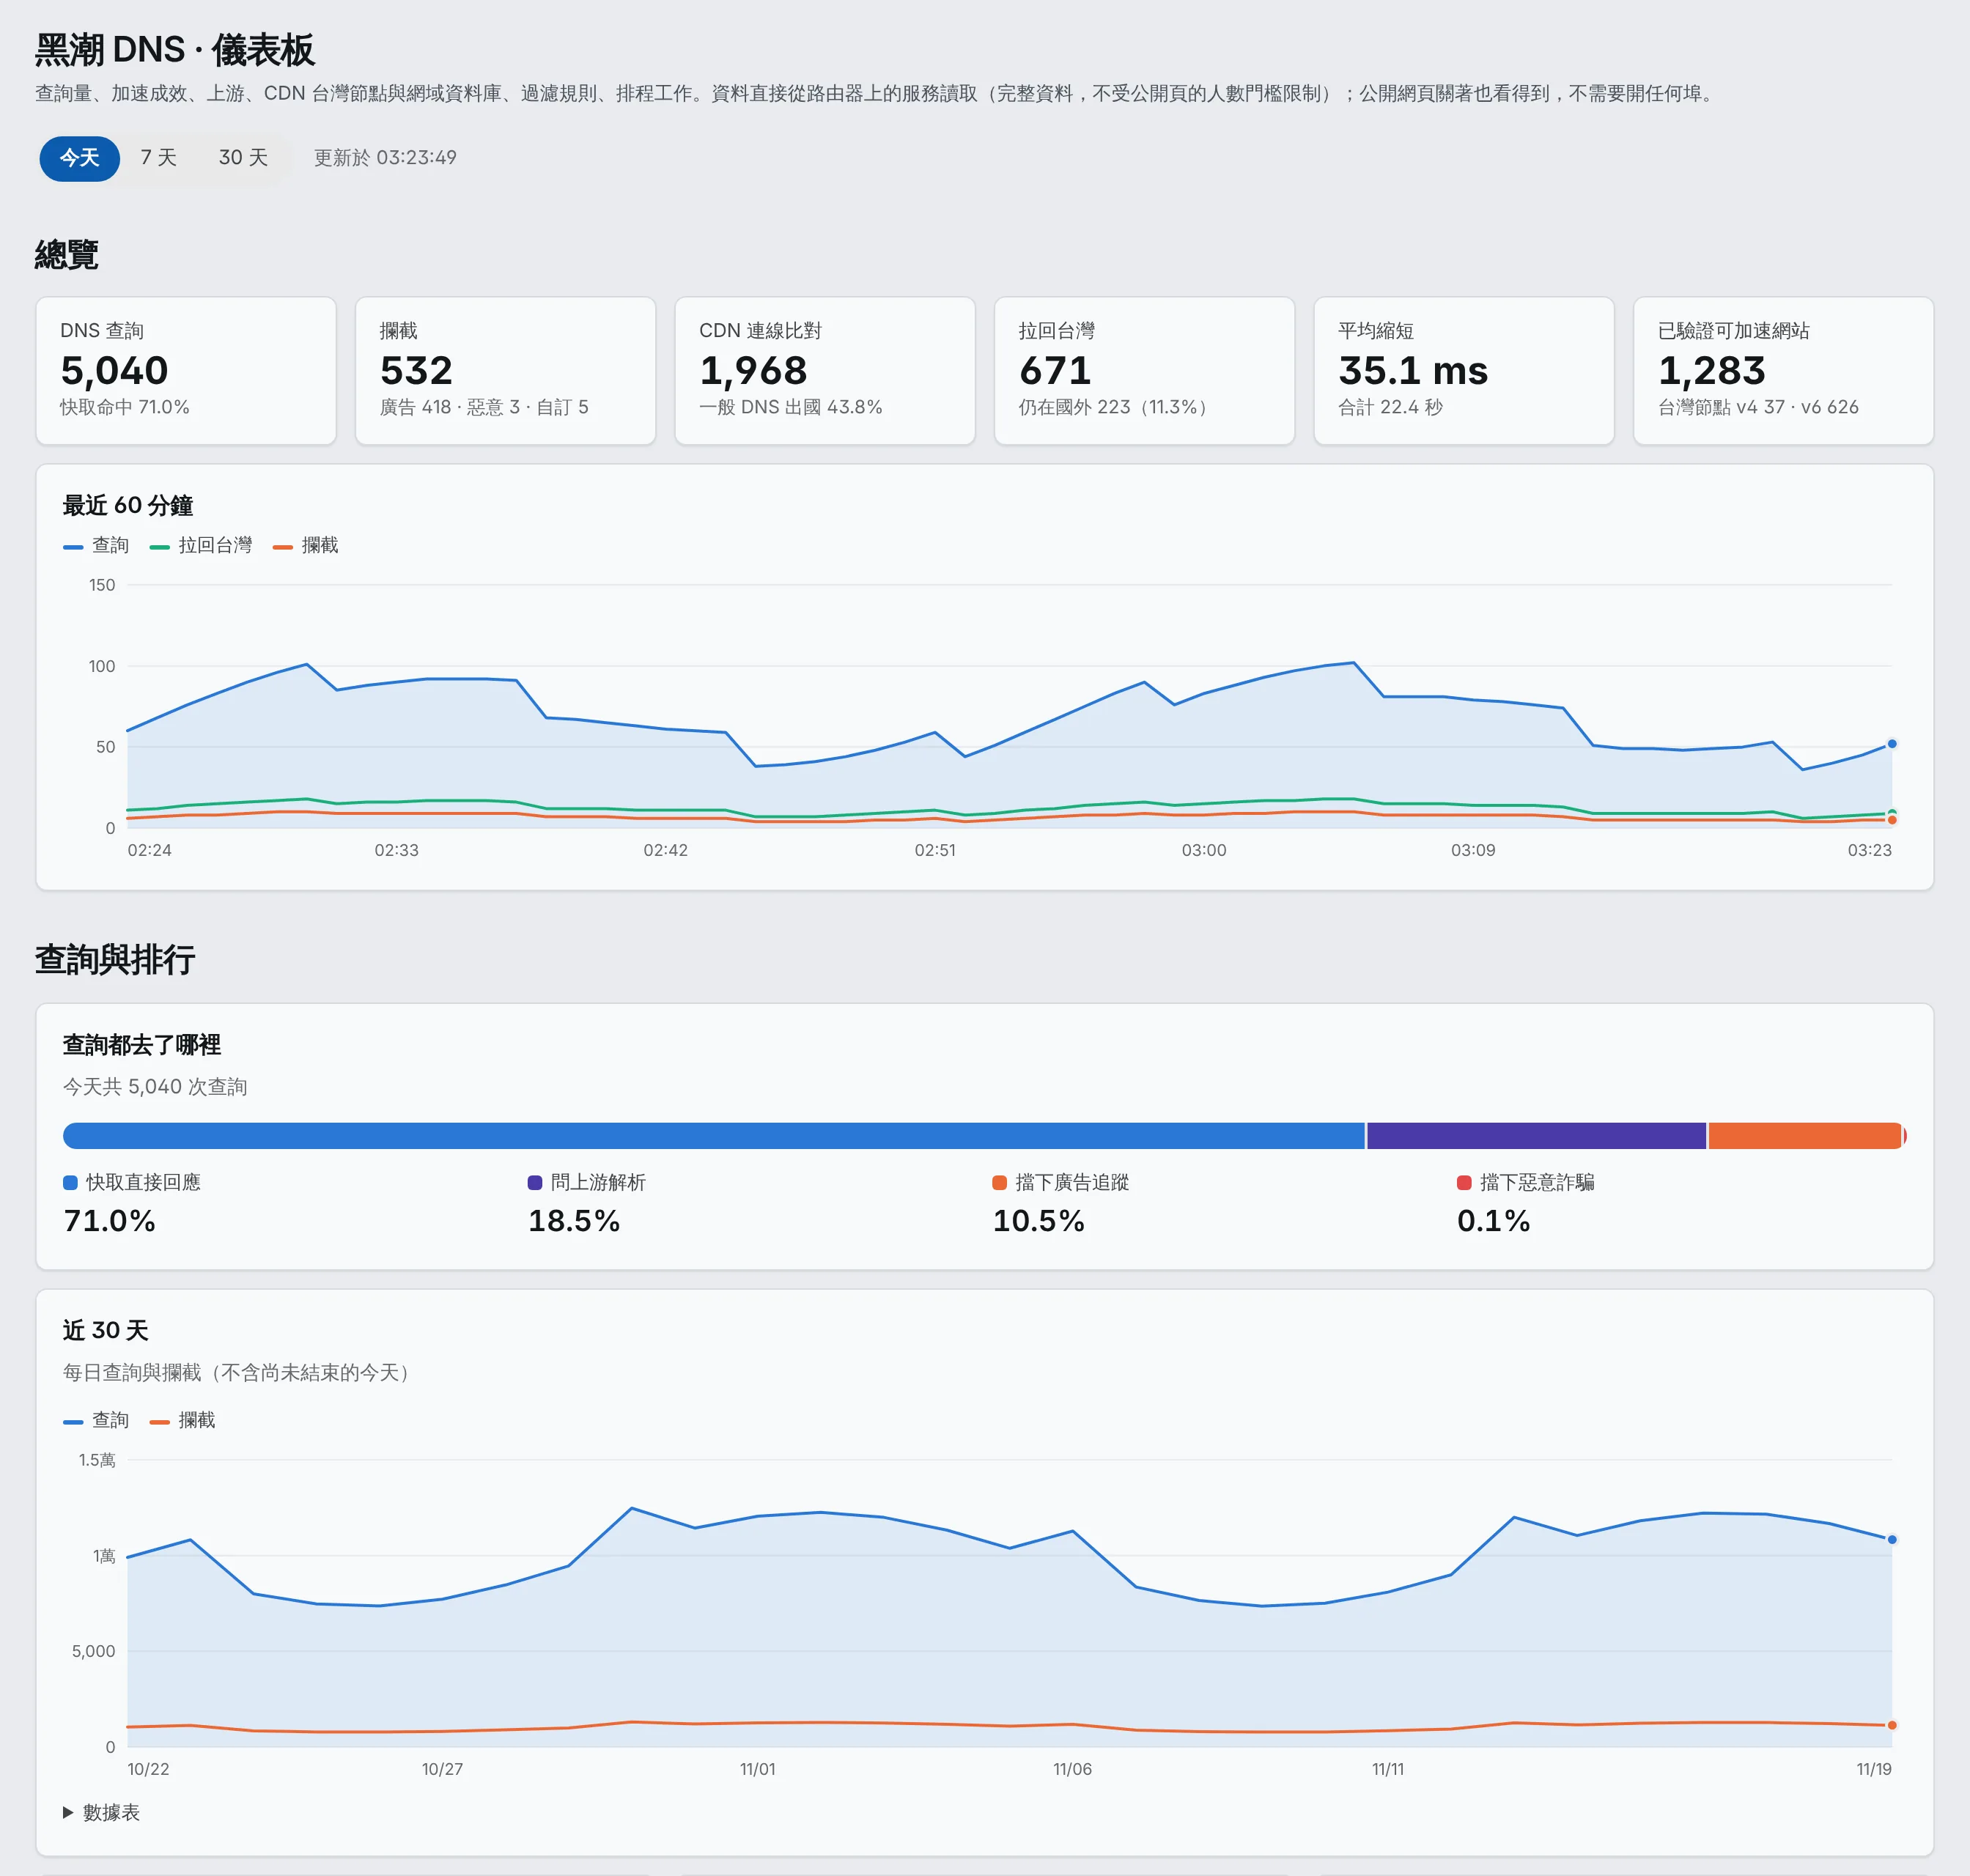 黑潮 DNS · 儀表板
查詢量、加速成效、上游、CDN 台灣節點與網域資料庫、過濾規則、排程工作。資料直接從路由器上的服務讀取（完整資料，不受公開頁的人數門檻限制）；公開網頁關著也看得到，不需要開任何埠。
今天 7 天 30 天 更新於 03:23:49
總覽
DNS 查詢
5,040
快取命中 71.0%
攔截
532
廣告 418 · 惡意 3 · 自訂 5
CDN 連線比對
1,968
一般 DNS 出國 43.8%
拉回台灣
671
仍在國外 223（11.3%）
平均縮短
35.1 ms
合計 22.4 秒
已驗證可加速網站
1,283
台灣節點 v4 37 · v6 626
最近 60 分鐘
查詢 拉回台灣 攔截
150
100
50
0
02:24 02:33 02:42 02:51 03:00 03:09 03:23
查詢與排行
查詢都去了哪裡
今天共 5,040 次查詢
快取直接回應
71.0%
問上游解析
18.5%
擋下廣告追蹤
10.5%
擋下惡意詐騙
0.1%
近 30 天
每日查詢與攔截（不含尚未結束的今天）
查詢 攔截
1.5萬
1萬
5,000
0
10/22 10/27 11/01 11/06 11/11 11/19
▶ 數據表